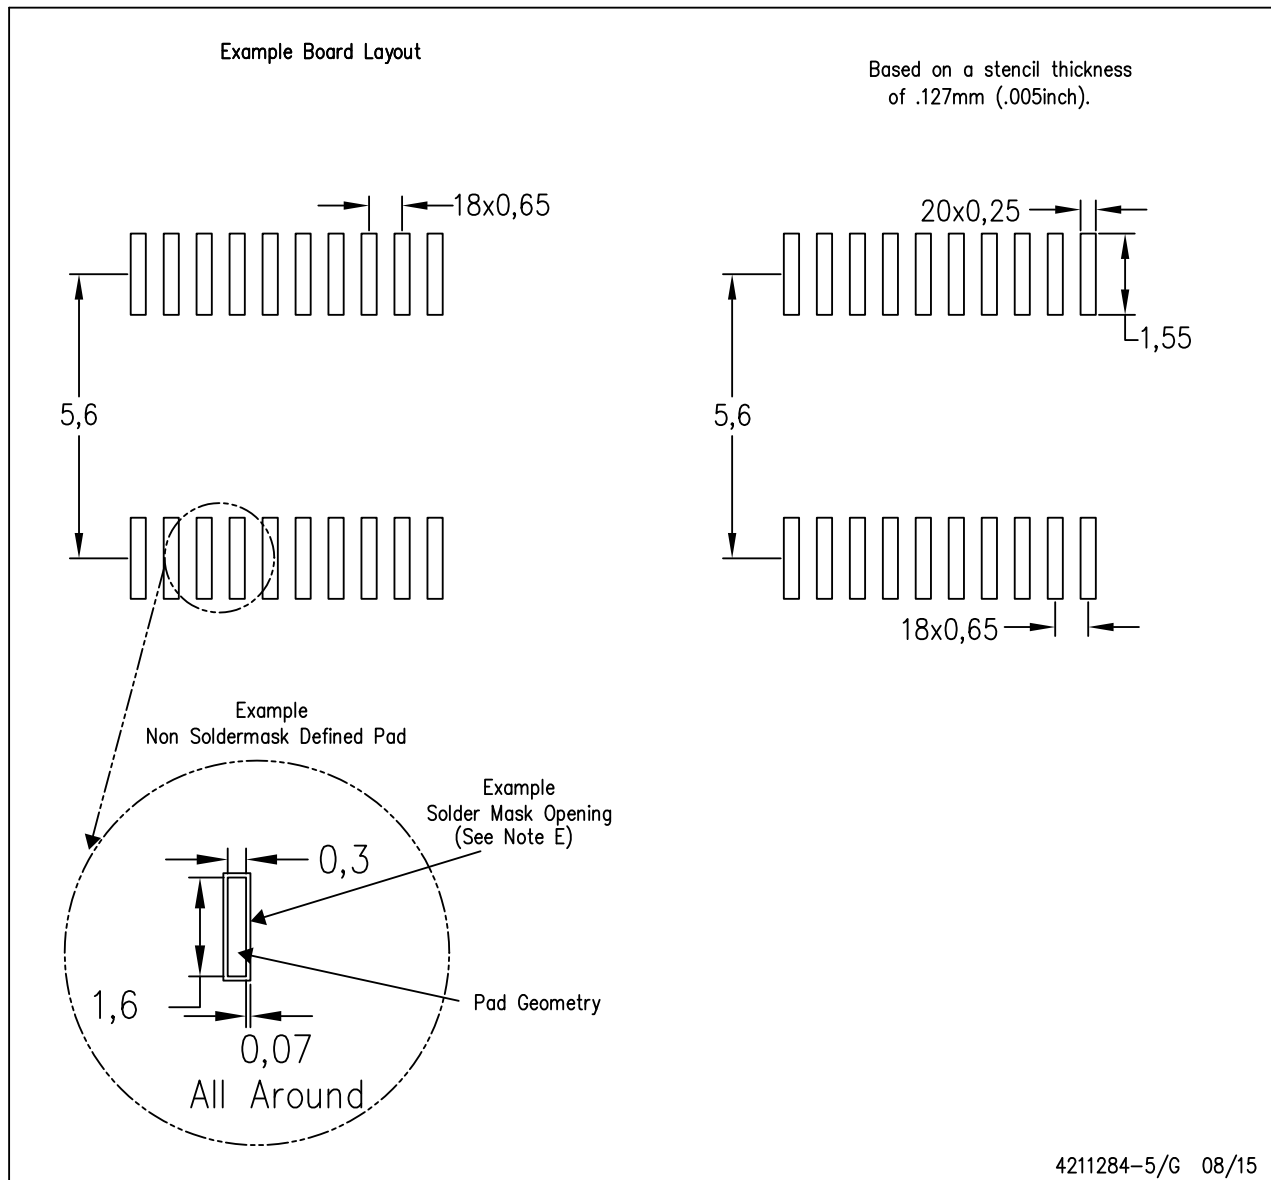 Example Board Layout
Based on a stencil thickness
of .127mm (.005inch).
18x0,65
20x0,25
1,55
5,6
5,6
18x0,65
Example
Non Soldermask Defined Pad
Example
Solder Mask Opening
(See Note E)
0,3
1,6
Pad Geometry
0,07
All Around
4211284-5/G 08/15